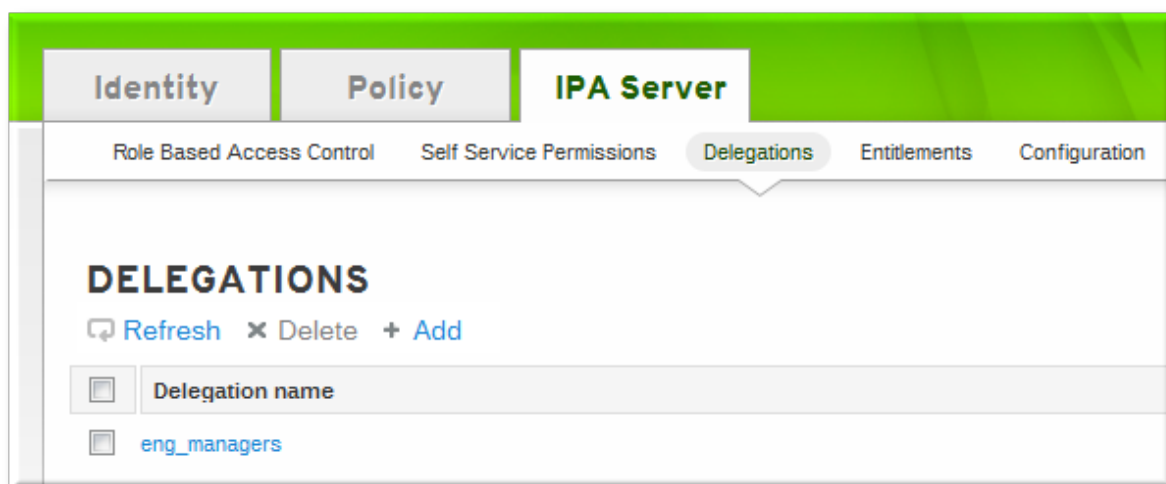 Identity Policy IPA Server
Role Based Access Control Self Service Permissions Delegations Entitlements Configuration
DELEGATIONS
Refresh Delete Add
Delegation name
eng_managers